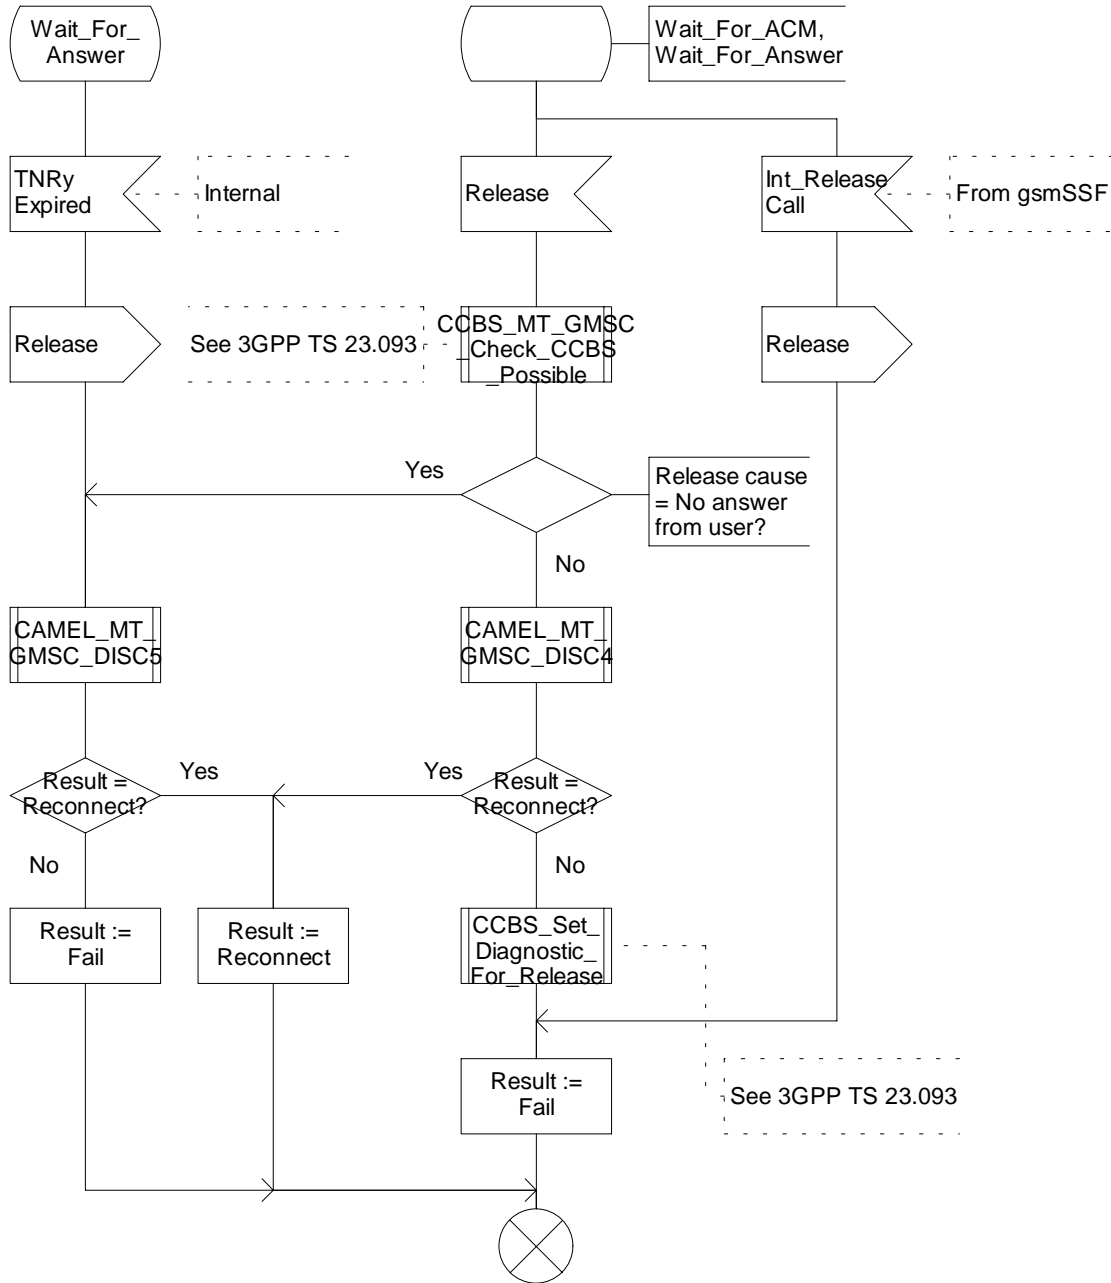 Wait_For_
Answer
Wait_For_ACM,
Wait_For_Answer
TNRy
Expired
Internal
Release
Int_Release
Call
From gsmSSF
Release
See 3GPP TS 23.093
CCBS_MT_GMSC
_Check_CCBS
_Possible
Release
Yes
Release cause
= No answer
from user?
No
CAMEL_MT_
GMSC_DISC5
CAMEL_MT_
GMSC_DISC4
Result =
Reconnect?
Yes
Yes
Result =
Reconnect?
No
No
Result :=
Fail
Result :=
Reconnect
CCBS_Set_
Diagnostic_
For_Release
Result :=
Fail
See 3GPP TS 23.093